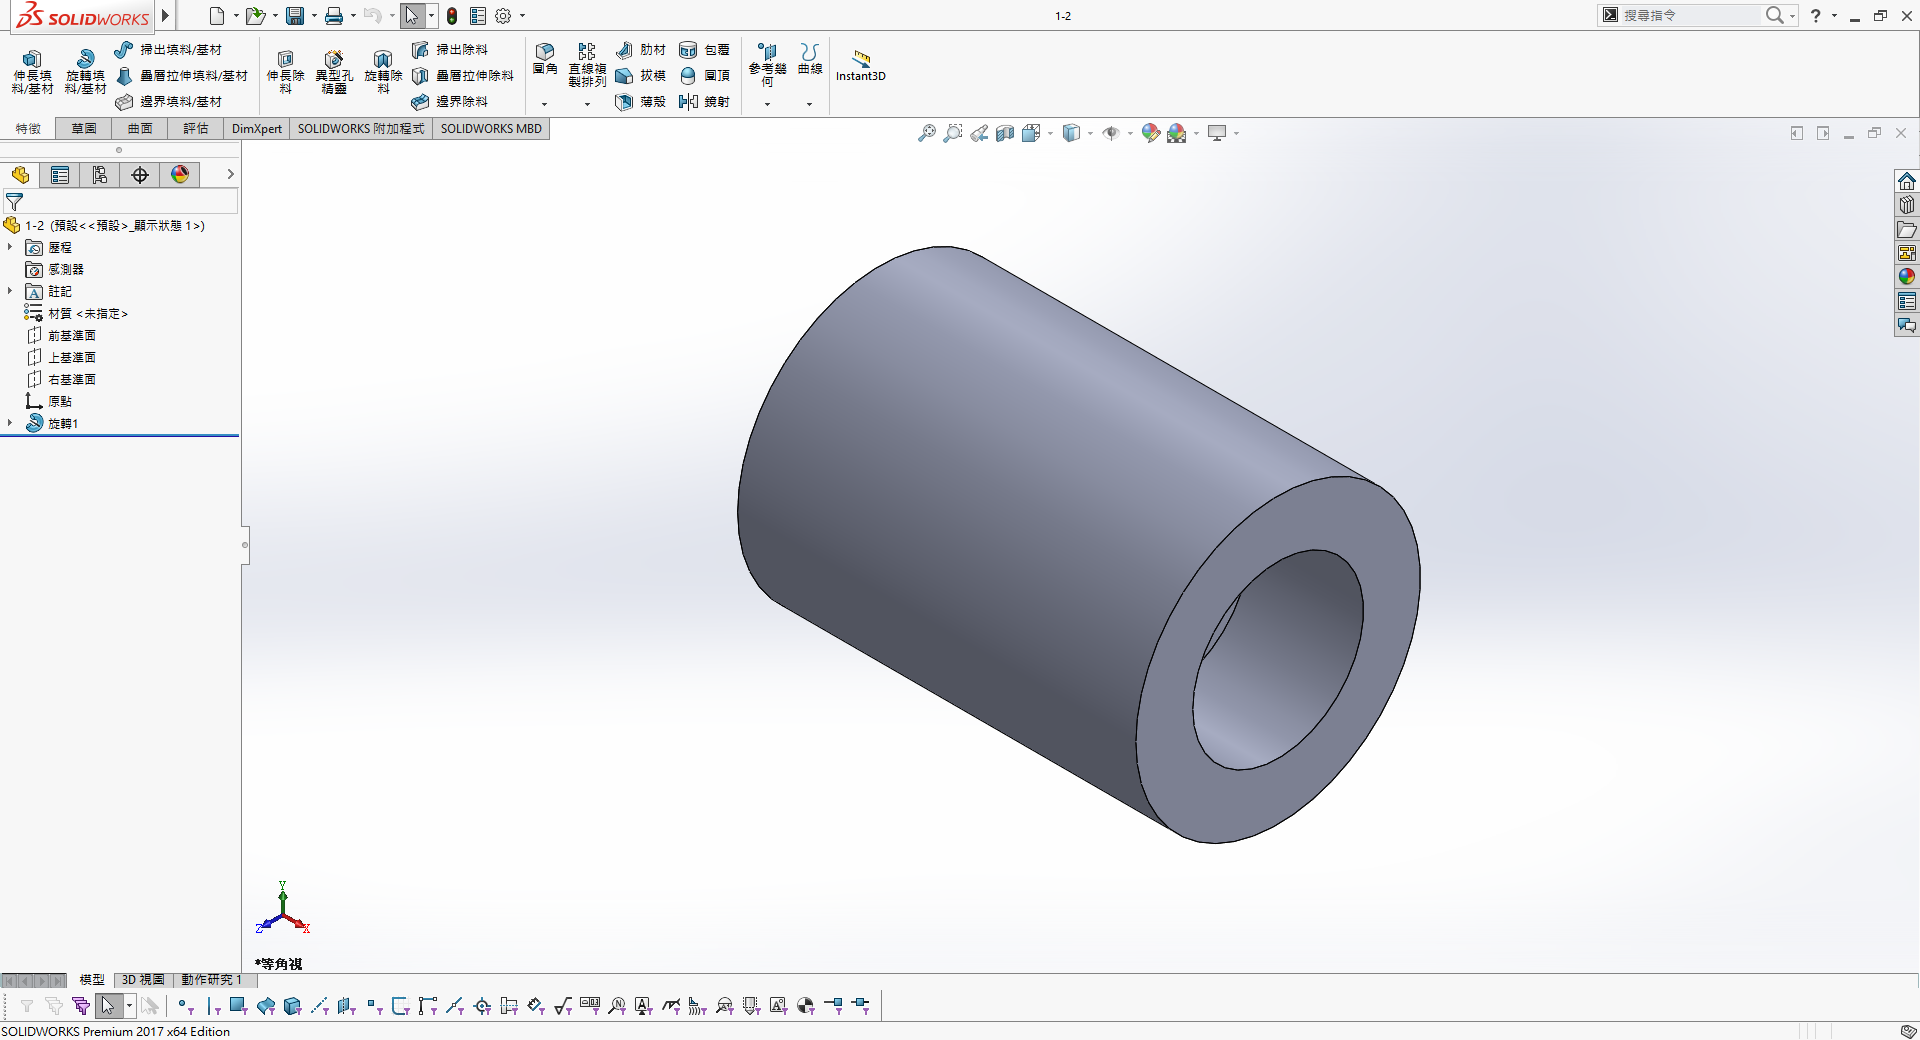 SOLIDWORKS
1-2
搜尋指令
伸長填
料/基材
旋轉填
料/基材
掃出填料/基材
疊層拉伸填料/基材
邊界填料/基材
伸長除
料
異型孔
精靈
旋轉除
料
掃出除料
疊層拉伸除料
邊界除料
圓角
直線複
製排列
肋材
拔模
薄殼
包覆
圓頂
鏡射
參考幾
何
曲線
Instant3D
特徵
草圖
曲面
評估
DimXpert
SOLIDWORKS 附加程式
SOLIDWORKS MBD
1-2 (預設<<預設>_顯示狀態 1>)
歷程
感測器
註記
材質 <未指定>
前基準面
上基準面
右基準面
原點
旋轉1
Y
Z
X
*等角視
模型
3D 視圖
動作研究 1
SOLIDWORKS Premium 2017 x64 Edition